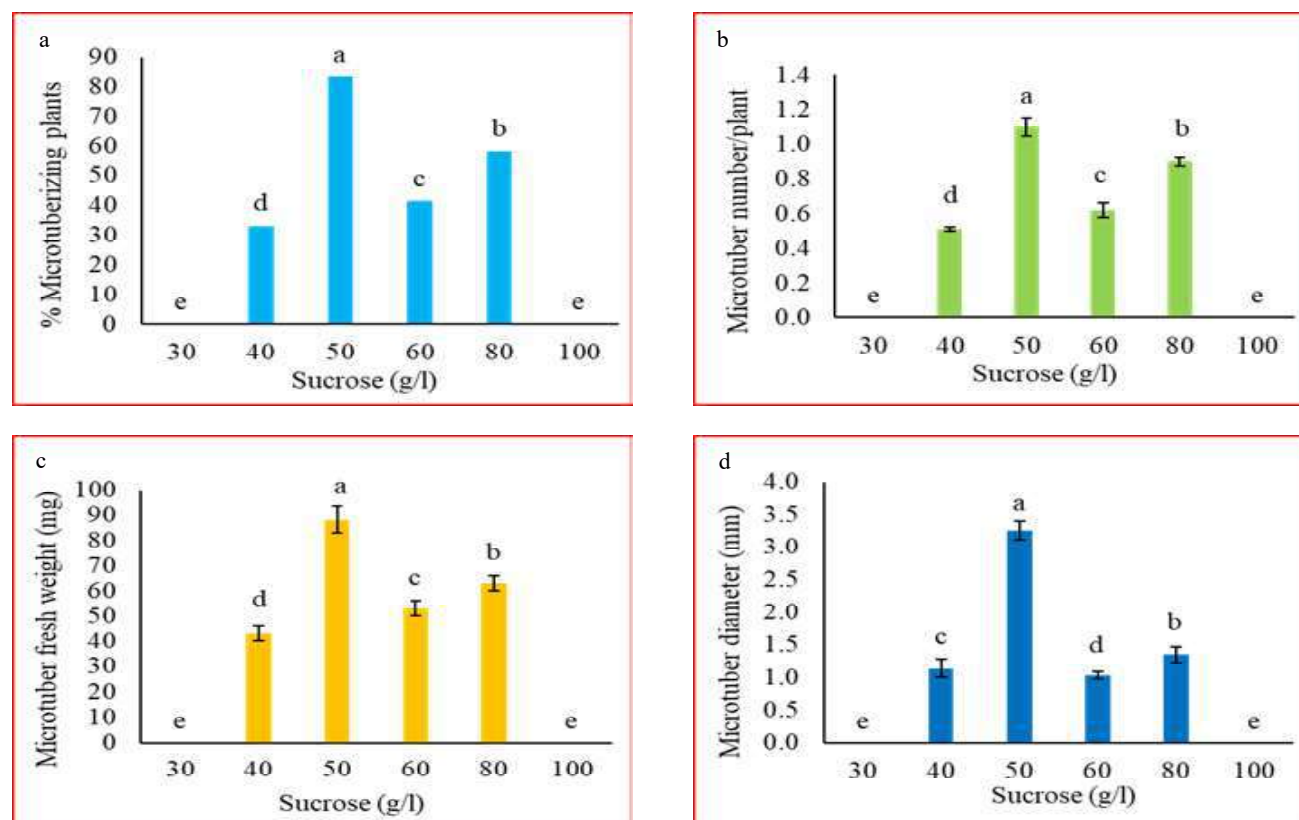 a
90
80
70
60
50
40
30
20
10
0
% Microtuberizing plants
e
d
a
c
b
e
30 40 50 60 80 100
Sucrose (g/l)
b
1.4
1.2
1.0
0.8
0.6
0.4
0.2
0.0
Microtuber number/plant
e
d
a
c
b
e
30 40 50 60 80 100
Sucrose (g/l)
c
100
90
80
70
60
50
40
30
20
10
0
Microtuber fresh weight (mg)
e
d
a
c
b
e
30 40 50 60 80 100
Sucrose (g/l)
d
4.0
3.5
3.0
2.5
2.0
1.5
1.0
0.5
0.0
Microtuber diameter (mm)
e
c
a
d
b
e
30 40 50 60 80 100
Sucrose (g/l)